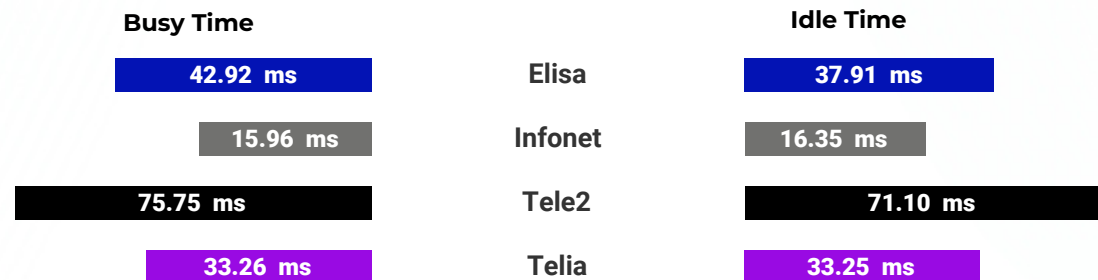 Busy Time
Idle Time
42.92 ms Elisa 37.91 ms
15.96 ms Infonet 16.35 ms
75.75 ms Tele2 71.10 ms
33.26 ms Telia 33.25 ms